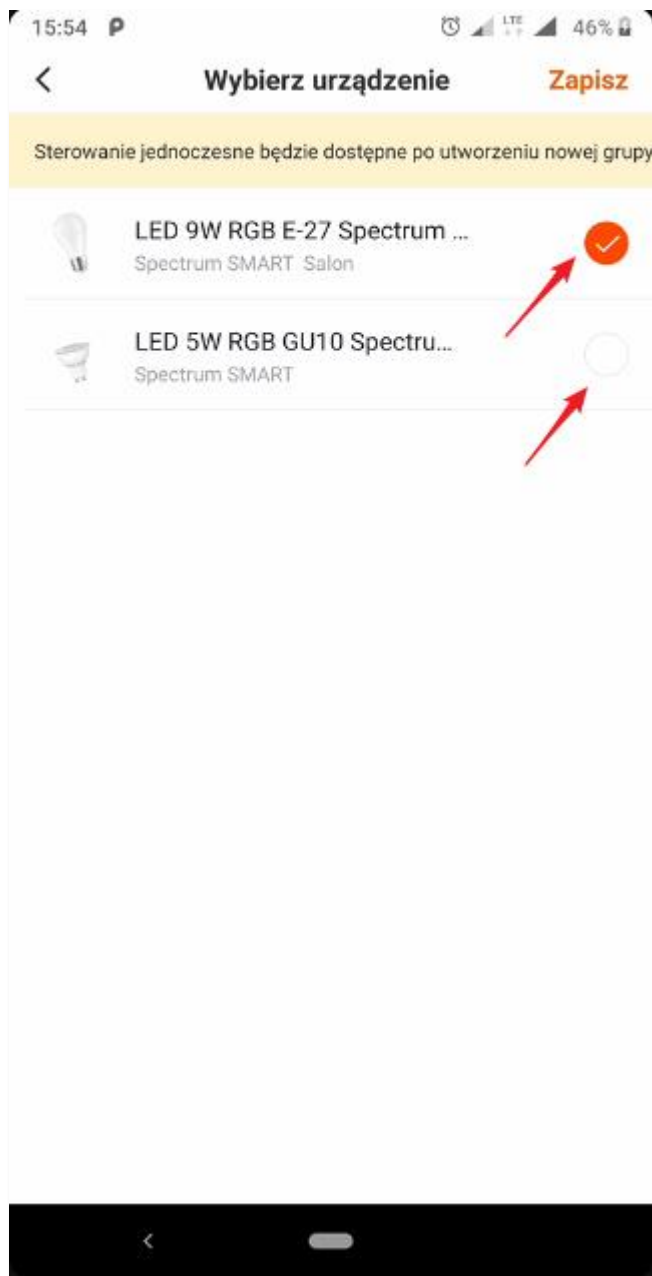 15:54 P LTE 46%
Wybierz urządzenie Zapisz
Sterowanie jednoczesne będzie dostępne po utworzeniu nowej grupy
LED 9W RGB E-27 Spectrum ...
Spectrum SMART Salon
LED 5W RGB GU10 Spectru...
Spectrum SMART